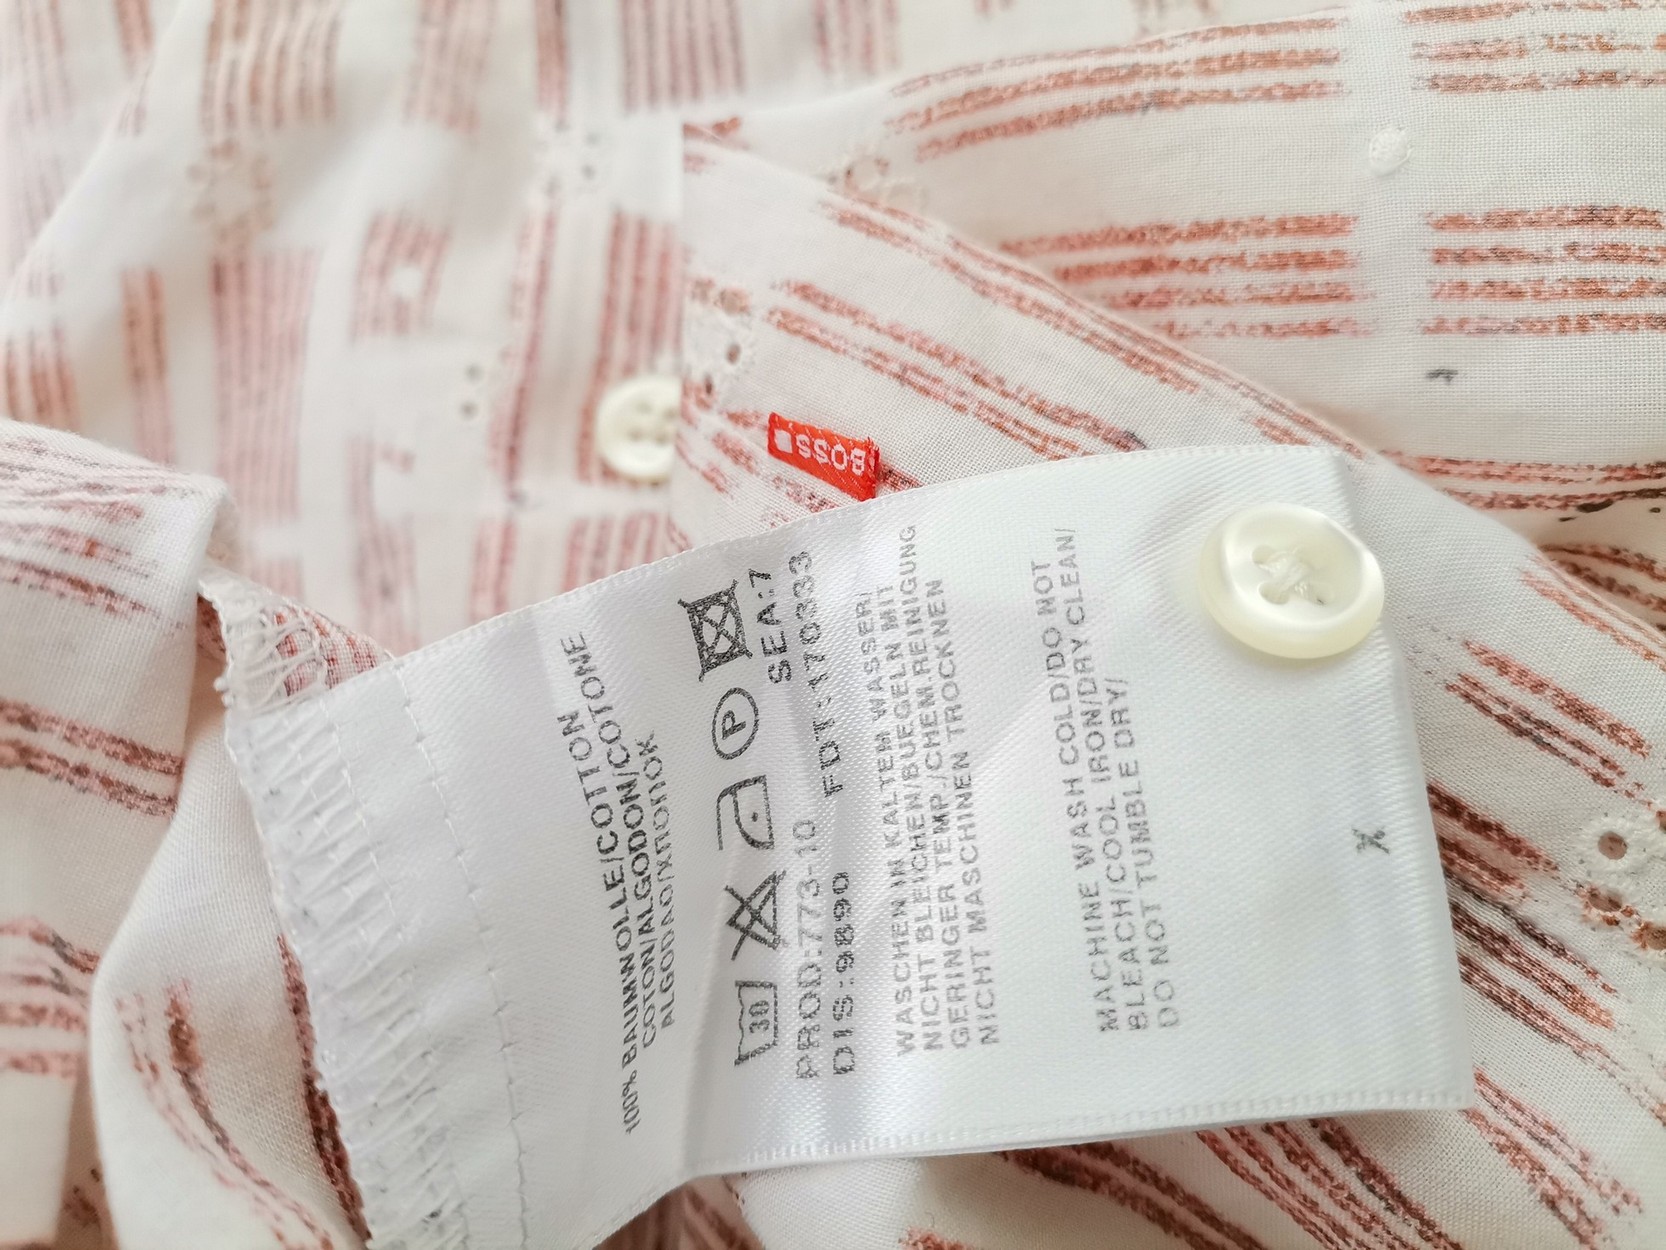 BOSS
100% BAUMWOLLE/COTTON
COTON/ALGODON/COTONE
ALGODAO/ХЛОПОК
30
P
PROD:773-10 SEA:7
DIS:9890 FDT:170333
WASCHEN IN KALTEM WASSER/
NICHT BLEICHEN/BUEGELN MIT
GERINGER TEMP./CHEM.REINIGUNG
NICHT MASCHINEN TROCKNEN
MACHINE WASH COLD/DO NOT
BLEACH/COOL IRON/DRY CLEAN/
DO NOT TUMBLE DRY/